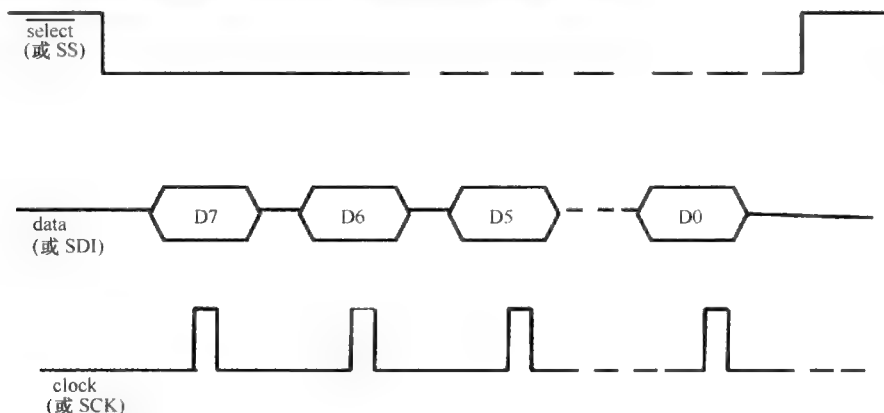 select
(或 SS)
D7
D6
D5
D0
data
(或 SDI)
clock
(或 SCK)